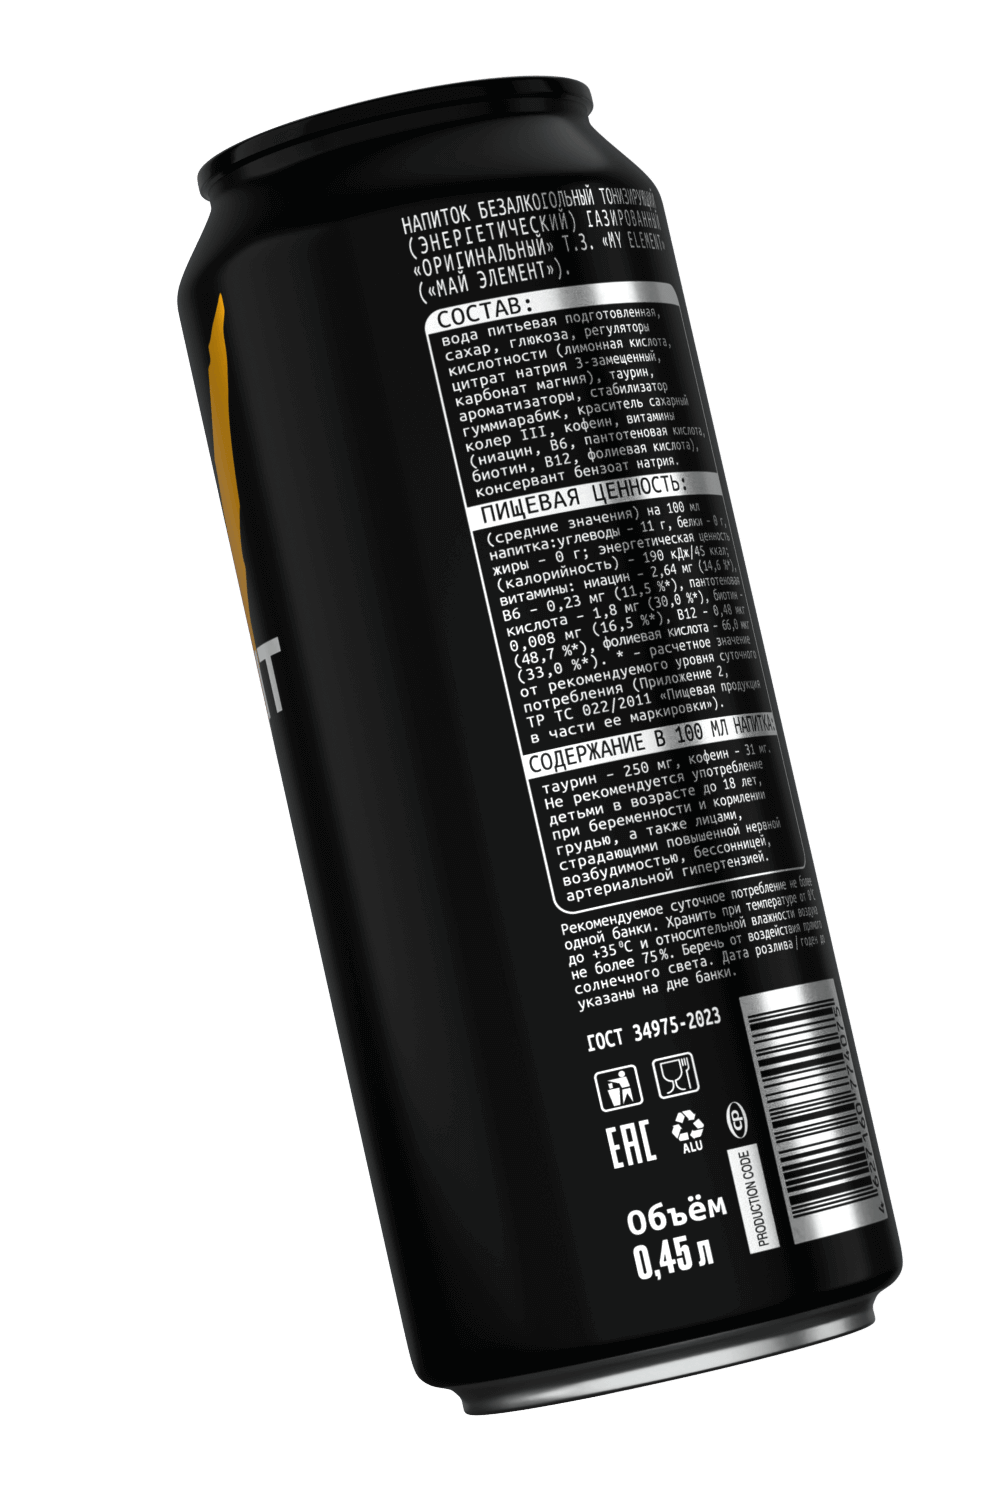 НАПИТОК БЕЗАЛКОГОЛЬНЫЙ ТОНИЗИРУЮЩИЙ
(ЭНЕРГЕТИЧЕСКИЙ) ГАЗИРОВАННЫЙ
«ОРИГИНАЛЬНЫЙ» Т.З. «MY ELEMENT»
(«МАЙ ЭЛЕМЕНТ»).
СОСТАВ:
вода питьевая подготовленная,
сахар, глюкоза, регуляторы
кислотности (лимонная кислота,
цитрат натрия 3-замещенный,
карбонат магния), таурин,
ароматизаторы, стабилизатор
гуммиарабик, краситель сахарный
колер III, кофеин, витамины
(ниацин, B6, пантотеновая кислота,
биотин, B12, фолиевая кислота),
консервант бензоат натрия.
ПИЩЕВАЯ ЦЕННОСТЬ:
(средние значения) на 100 мл
напитка:углеводы – 11 г, белки – 0 г,
жиры – 0 г; энергетическая ценность
(калорийность) – 190 кДж/45 ккал;
витамины: ниацин – 2,64 мг (14,6 %*),
B6 – 0,23 мг (11,5 %*), пантотеновая
кислота – 1,8 мг (30,0 %*), биотин –
0,008 мг (16,5 %*), B12 – 0,48 мкг
(48,7 %*), фолиевая кислота – 66,0 мкг
(33,0 %*). * – расчетное значение
от рекомендуемого уровня суточного
потребления (Приложение 2,
ТР ТС 022/2011 «Пищевая продукция
в части ее маркировки»).
СОДЕРЖАНИЕ В 100 МЛ НАПИТКА:
таурин – 250 мг, кофеин – 31 мг.
Не рекомендуется употребление
детьми в возрасте до 18 лет,
при беременности и кормлении
грудью, а также лицами,
страдающими повышенной нервной
возбудимостью, бессонницей,
артериальной гипертензией.
Рекомендуемое суточное потребление не более
одной банки. Хранить при температуре от 0°С
до +35°С и относительной влажности воздуха
не более 75%. Беречь от воздействия прямого
солнечного света. Дата розлива/годен до
указаны на дне банки.
ГОСТ 34975-2023
EAC
ALU
PRODUCTION CODE
Объём
0,45 л
4 627160 774075
NT